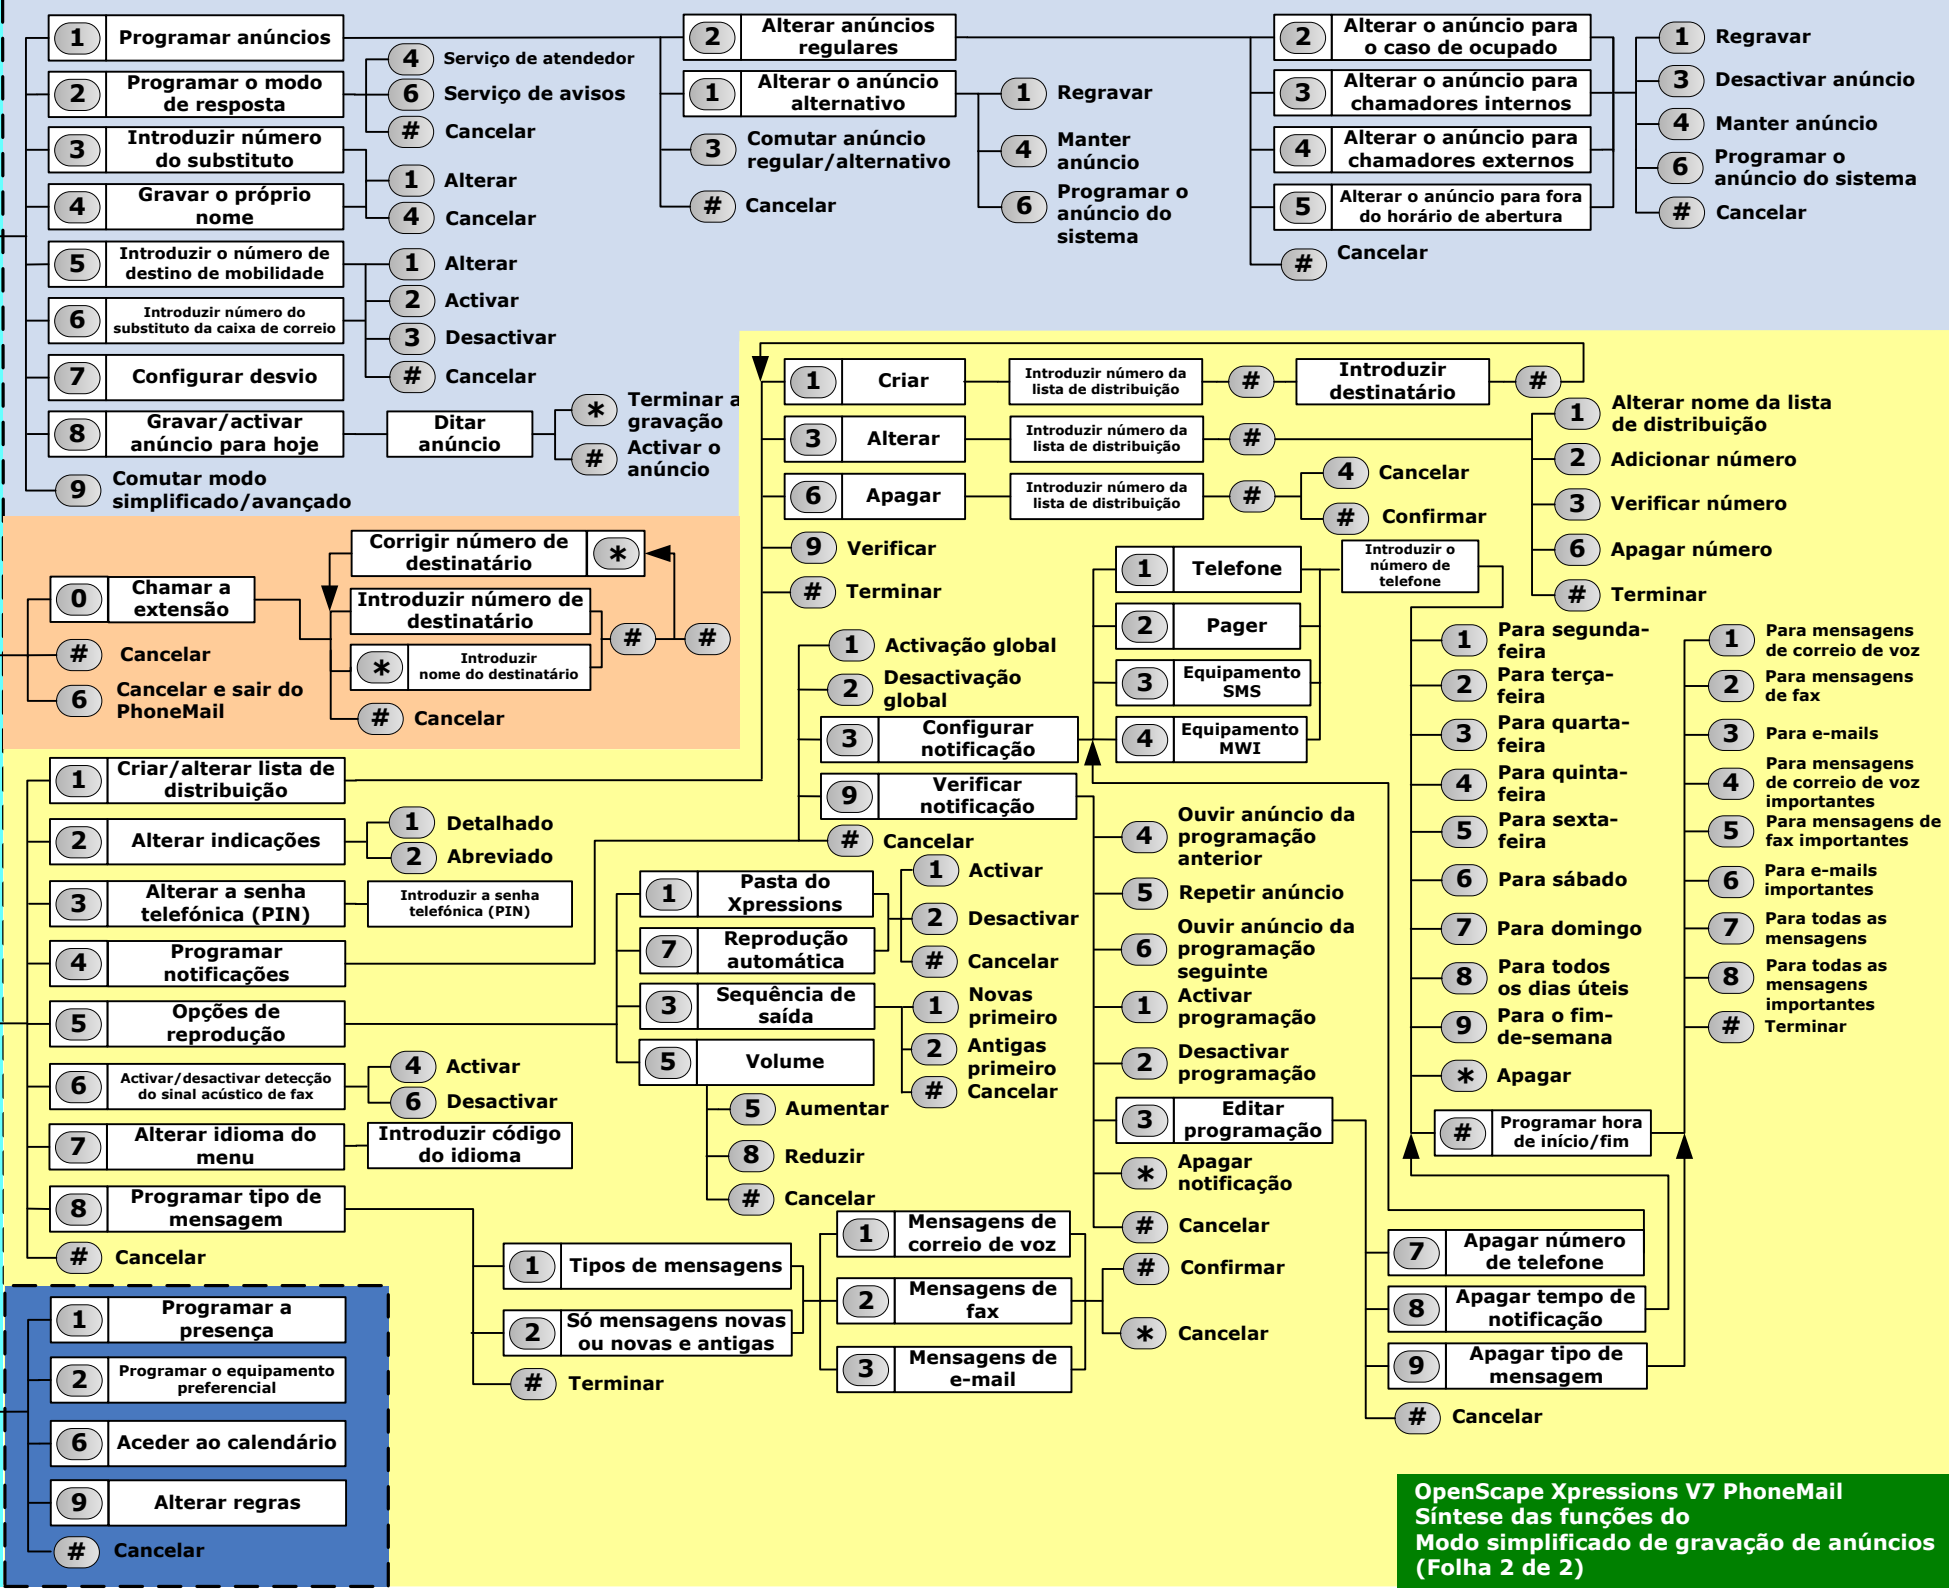 1 Programar anúncios
2 Programar o modo
de resposta
4 Serviço de atendedor
6 Serviço de avisos
# Cancelar
3 Introduzir número
do substituto
4 Gravar o próprio
nome
1 Alterar
4 Cancelar
5 Introduzir o número de
destino de mobilidade
6 Introduzir número do
substituto da caixa de correio
1 Alterar
2 Activar
3 Desactivar
# Cancelar
7 Configurar desvio
8 Gravar/activar
anúncio para hoje
Ditar
anúncio
* Terminar a
gravação
# Activar o
anúncio
9 Comutar modo
simplificado/avançado
2 Alterar anúncios
regulares
1 Alterar o anúncio
alternativo
3 Comutar anúncio
regular/alternativo
# Cancelar
1 Regravar
4 Manter
anúncio
6 Programar o
anúncio do
sistema
2 Alterar o anúncio para
o caso de ocupado
3 Alterar o anúncio para
chamadores internos
4 Alterar o anúncio para
chamadores externos
5 Alterar o anúncio para fora
do horário de abertura
# Cancelar
1 Regravar
3 Desactivar anúncio
4 Manter anúncio
6 Programar o
anúncio do sistema
# Cancelar
0 Chamar a
extensão
# Cancelar
6 Cancelar e sair do
PhoneMail
Corrigir número de
destinatário *
Introduzir número de
destinatário
* Introduzir
nome do destinatário
# #
# Cancelar
1 Criar
Introduzir número da
lista de distribuição
#
Introduzir
destinatário
#
3 Alterar
Introduzir número da
lista de distribuição
#
1 Alterar nome da lista
de distribuição
2 Adicionar número
3 Verificar número
6 Apagar número
# Terminar
6 Apagar
Introduzir número da
lista de distribuição
#
4 Cancelar
# Confirmar
9 Verificar
# Terminar
1 Criar/alterar lista de
distribuição
2 Alterar indicações
1 Detalhado
2 Abreviado
3 Alterar a senha
telefónica (PIN)
Introduzir a senha
telefónica (PIN)
4 Programar
notificações
5 Opções de
reprodução
6 Activar/desactivar detecção
do sinal acústico de fax
4 Activar
6 Desactivar
7 Alterar idioma do
menu
Introduzir código
do idioma
8 Programar tipo de
mensagem
# Cancelar
1 Activação global
2 Desactivação
global
3 Configurar
notificação
9 Verificar
notificação
# Cancelar
1 Telefone
2 Pager
3 Equipamento
SMS
4 Equipamento
MWI
Introduzir o
número de
telefone
1 Para segunda-
feira
2 Para terça-
feira
3 Para quarta-
feira
4 Para quinta-
feira
5 Para sexta-
feira
6 Para sábado
7 Para domingo
8 Para todos
os dias úteis
9 Para o fim-
de-semana
* Apagar
# Programar hora
de início/fim
1 Para mensagens
de correio de voz
2 Para mensagens
de fax
3 Para e-mails
4 Para mensagens
de correio de voz
importantes
5 Para mensagens de
fax importantes
6 Para e-mails
importantes
7 Para todas as
mensagens
8 Para todas as
mensagens
importantes
# Terminar
1 Pasta do
Xpressions
7 Reprodução
automática
1 Activar
2 Desactivar
# Cancelar
3 Sequência de
saída
1 Novas
primeiro
2 Antigas
primeiro
# Cancelar
5 Volume
5 Aumentar
8 Reduzir
# Cancelar
4 Ouvir anúncio da
programação
anterior
5 Repetir anúncio
6 Ouvir anúncio da
programação
seguinte
1 Activar
programação
2 Desactivar
programação
3 Editar
programação
* Apagar
notificação
# Cancelar
7 Apagar número
de telefone
8 Apagar tempo de
notificação
9 Apagar tipo de
mensagem
# Cancelar
1 Tipos de mensagens
2 Só mensagens novas
ou novas e antigas
# Terminar
1 Mensagens de
correio de voz
2 Mensagens de
fax
3 Mensagens de
e-mail
# Confirmar
* Cancelar
1 Programar a
presença
2 Programar o equipamento
preferencial
6 Aceder ao calendário
9 Alterar regras
# Cancelar
OpenScape Xpressions V7 PhoneMail
Síntese das funções do
Modo simplificado de gravação de anúncios
(Folha 2 de 2)